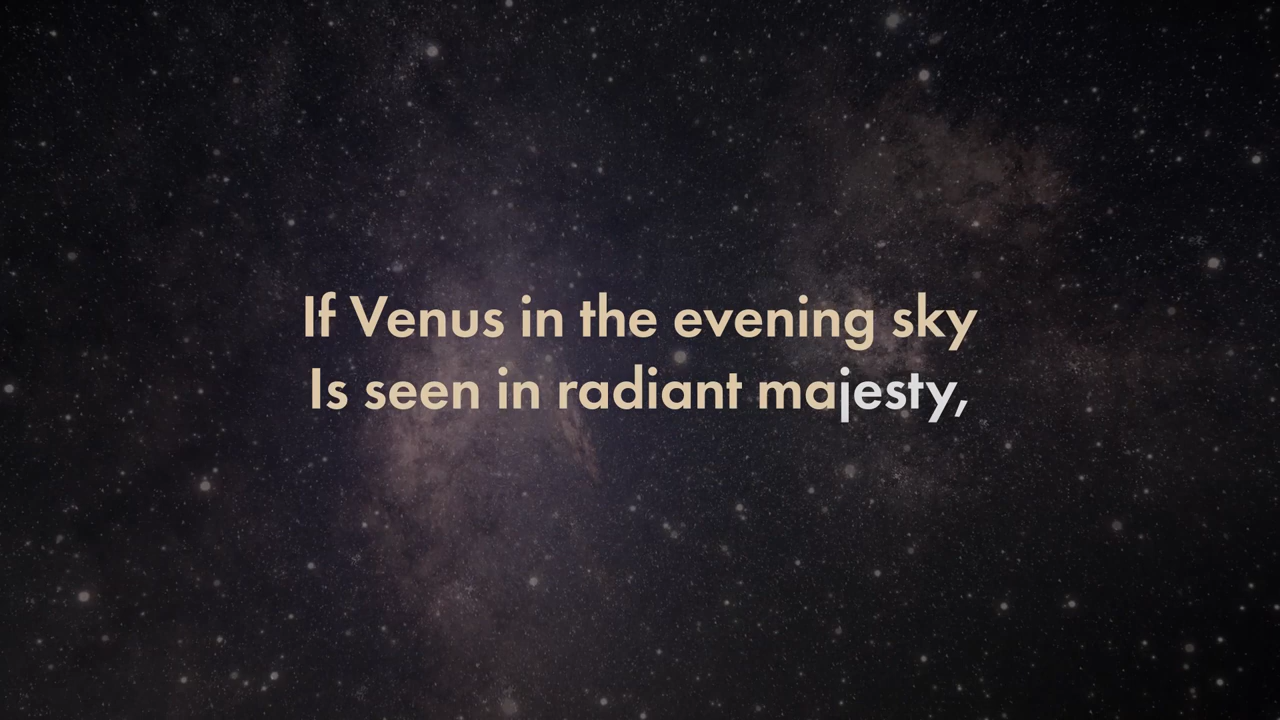 If Venus in the evening sky
Is seen in radiant majesty,